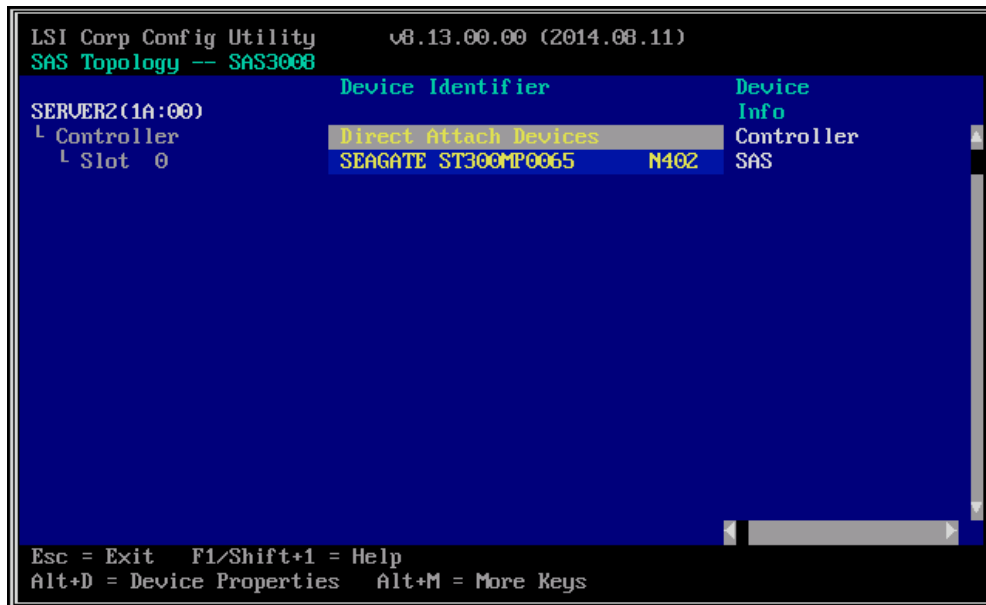 LSI Corp Config Utility v8.13.00.00 (2014.08.11)
SAS Topology -- SAS3008
Device Identifier Device
SERVER2(1A:00) Info
└ Controller Direct Attach Devices Controller
└ Slot 0 SEAGATE ST300MP0065 N402 SAS
Esc = Exit F1/Shift+1 = Help
Alt+D = Device Properties Alt+M = More Keys